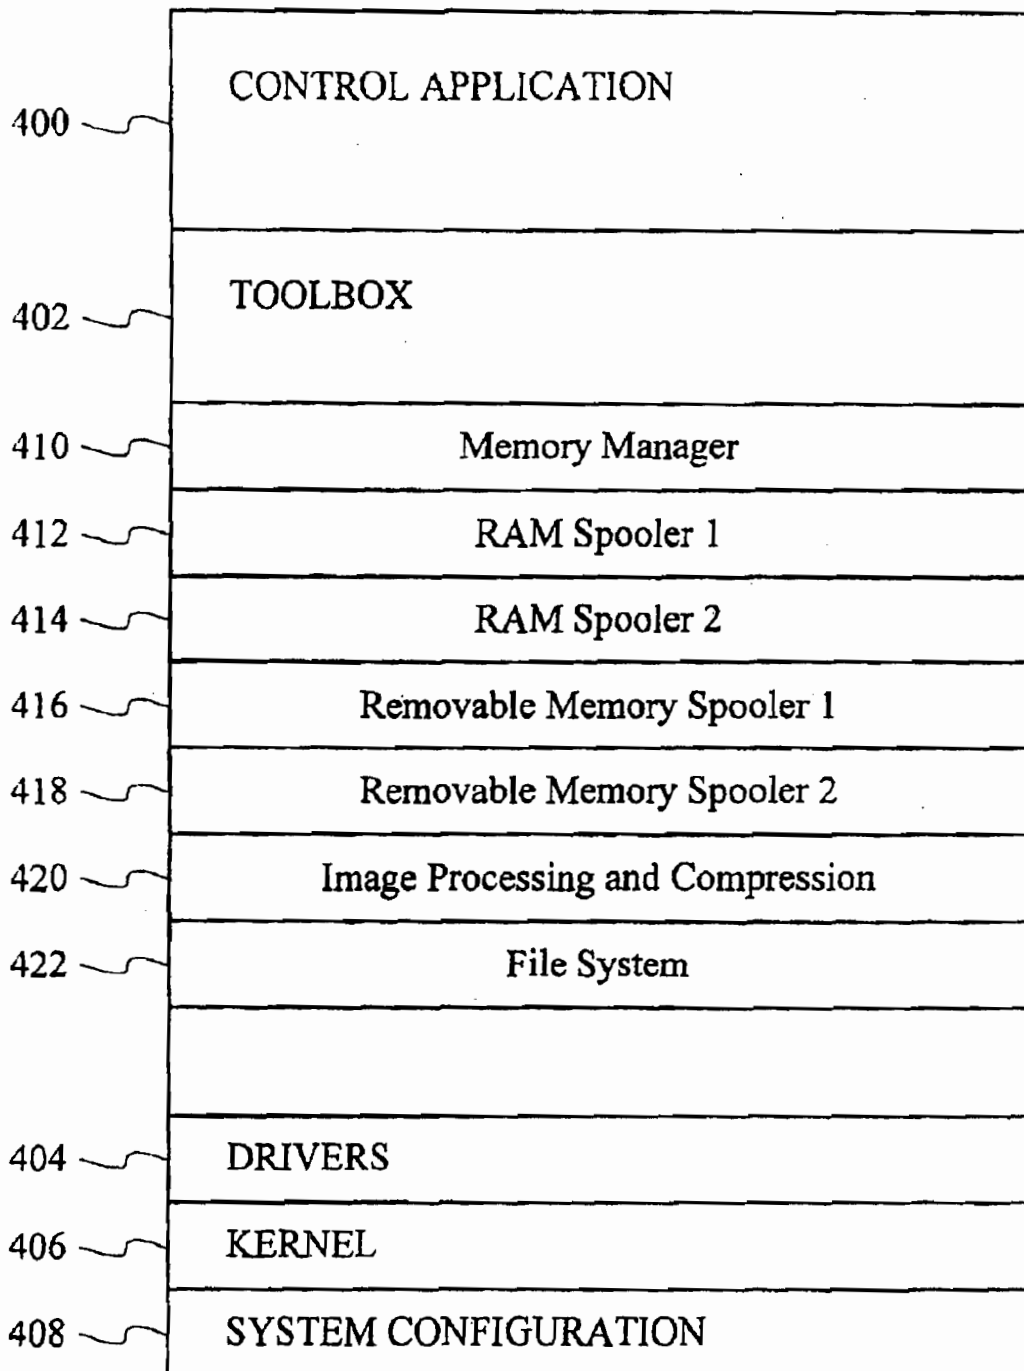 400 CONTROL APPLICATION
402 TOOLBOX
410 Memory Manager
412 RAM Spooler 1
414 RAM Spooler 2
416 Removable Memory Spooler 1
418 Removable Memory Spooler 2
420 Image Processing and Compression
422 File System
404 DRIVERS
406 KERNEL
408 SYSTEM CONFIGURATION